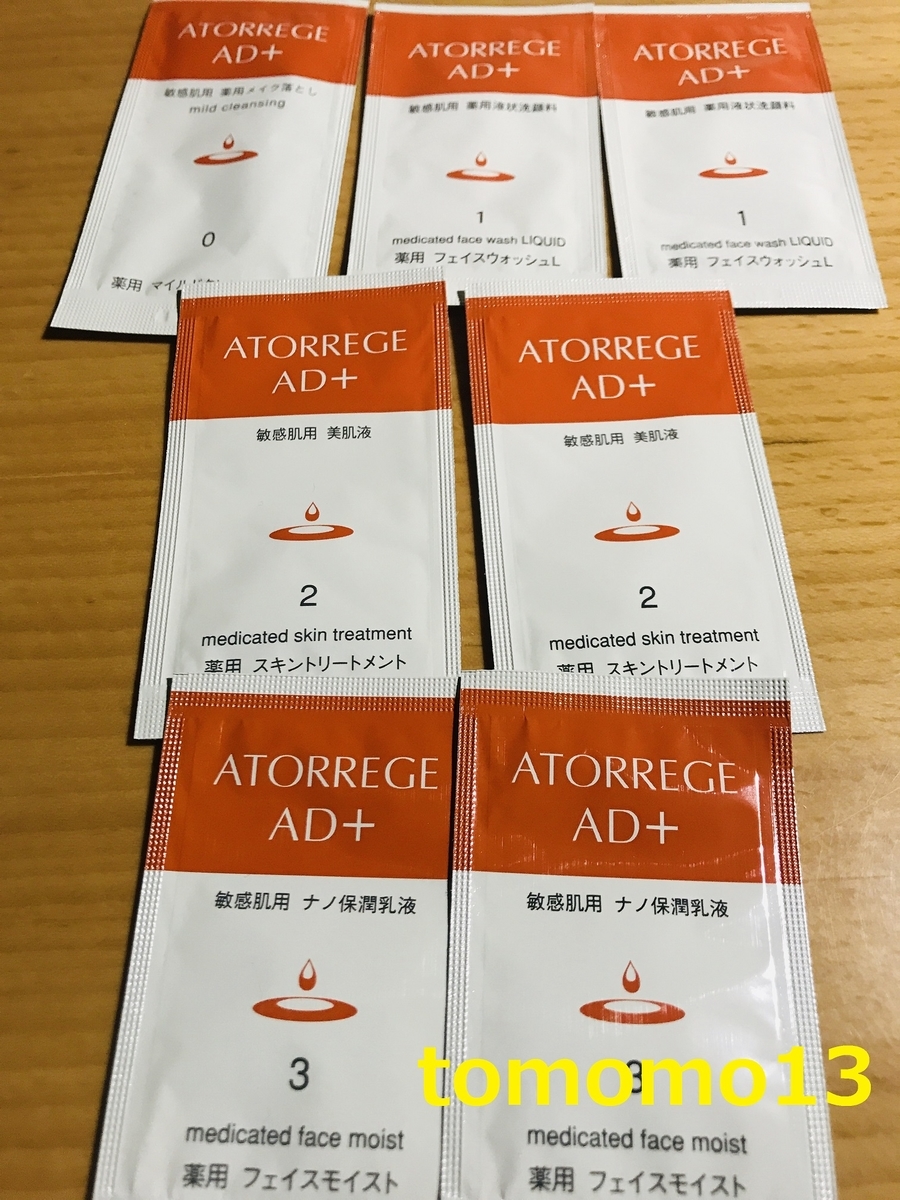 ATORREGE
AD+
敏感肌用 薬用メイク落とし
mild cleansing
0
薬用 マイルド
ATORREGE
AD+
敏感肌用 薬用液状洗顔料
1
medicated face wash LIQUID
薬用 フェイスウォッシュL
ATORREGE
AD+
敏感肌用 薬用液状洗顔料
1
medicated face wash LIQUID
薬用 フェイスウォッシュL
ATORREGE
AD+
敏感肌用 美肌液
2
medicated skin treatment
薬用 スキントリートメント
ATORREGE
AD+
敏感肌用 美肌液
2
medicated skin treatment
薬用 スキントリートメント
ATORREGE
AD+
敏感肌用 ナノ保潤乳液
3
medicated face moist
薬用 フェイスモイスト
ATORREGE
AD+
敏感肌用 ナノ保潤乳液
3
medicated face moist
薬用 フェイスモイスト
tomomo13